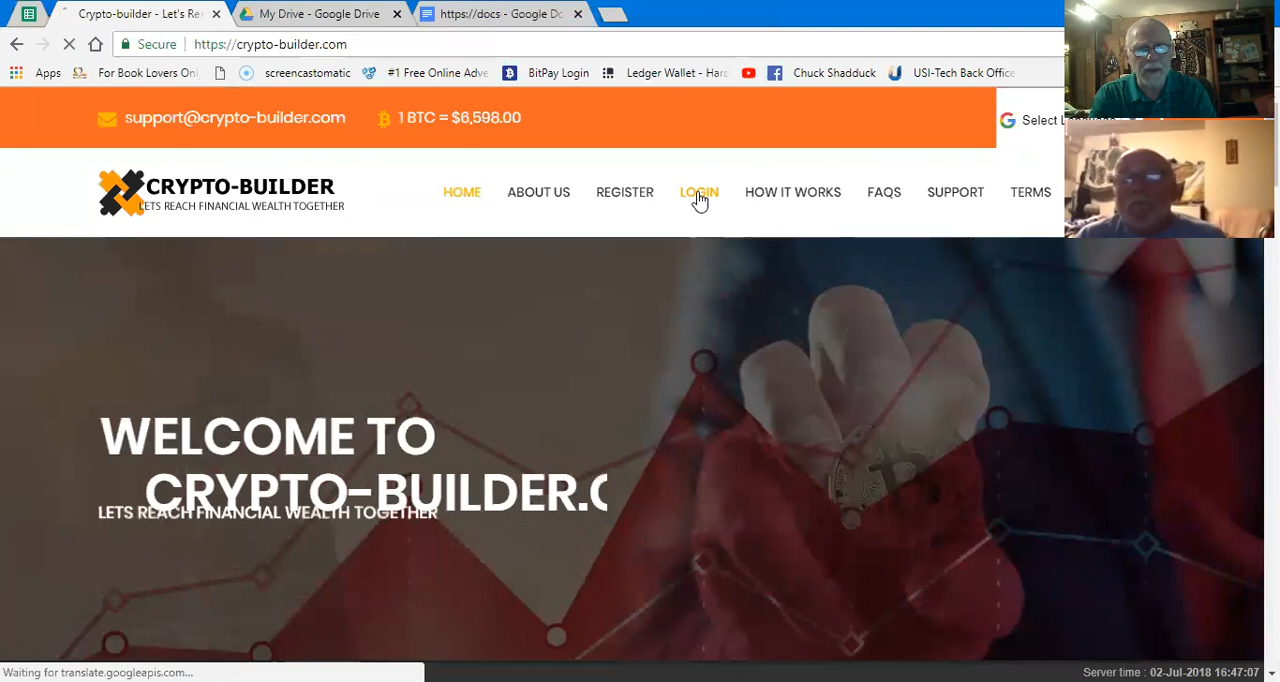 Crypto-builder - Let's Re
My Drive - Google Drive
https://docs - Google Do
Secure
https://crypto-builder.com
Apps
For Book Lovers Onl
screencastomatic
#1 Free Online Adve
BitPay Login
Ledger Wallet - Hard
Chuck Shadduck
USI-Tech Back Office
support@crypto-builder.com
1 BTC = $6,598.00
Select Language
CRYPTO-BUILDER
LETS REACH FINANCIAL WEALTH TOGETHER
HOME
ABOUT US
REGISTER
LOGIN
HOW IT WORKS
FAQS
SUPPORT
TERMS
WELCOME TO
CRYPTO-BUILDER.C
LETS REACH FINANCIAL WEALTH TOGETHER
Waiting for translate.googleapis.com...
Server time : 02-Jul-2018 16:47:07